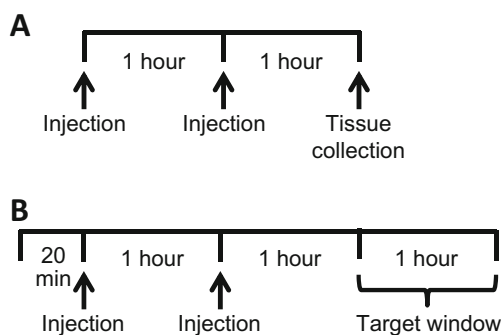 A
1 hour 1 hour
Injection Injection Tissue
collection
B
20
min 1 hour 1 hour 1 hour
Injection Injection Target window